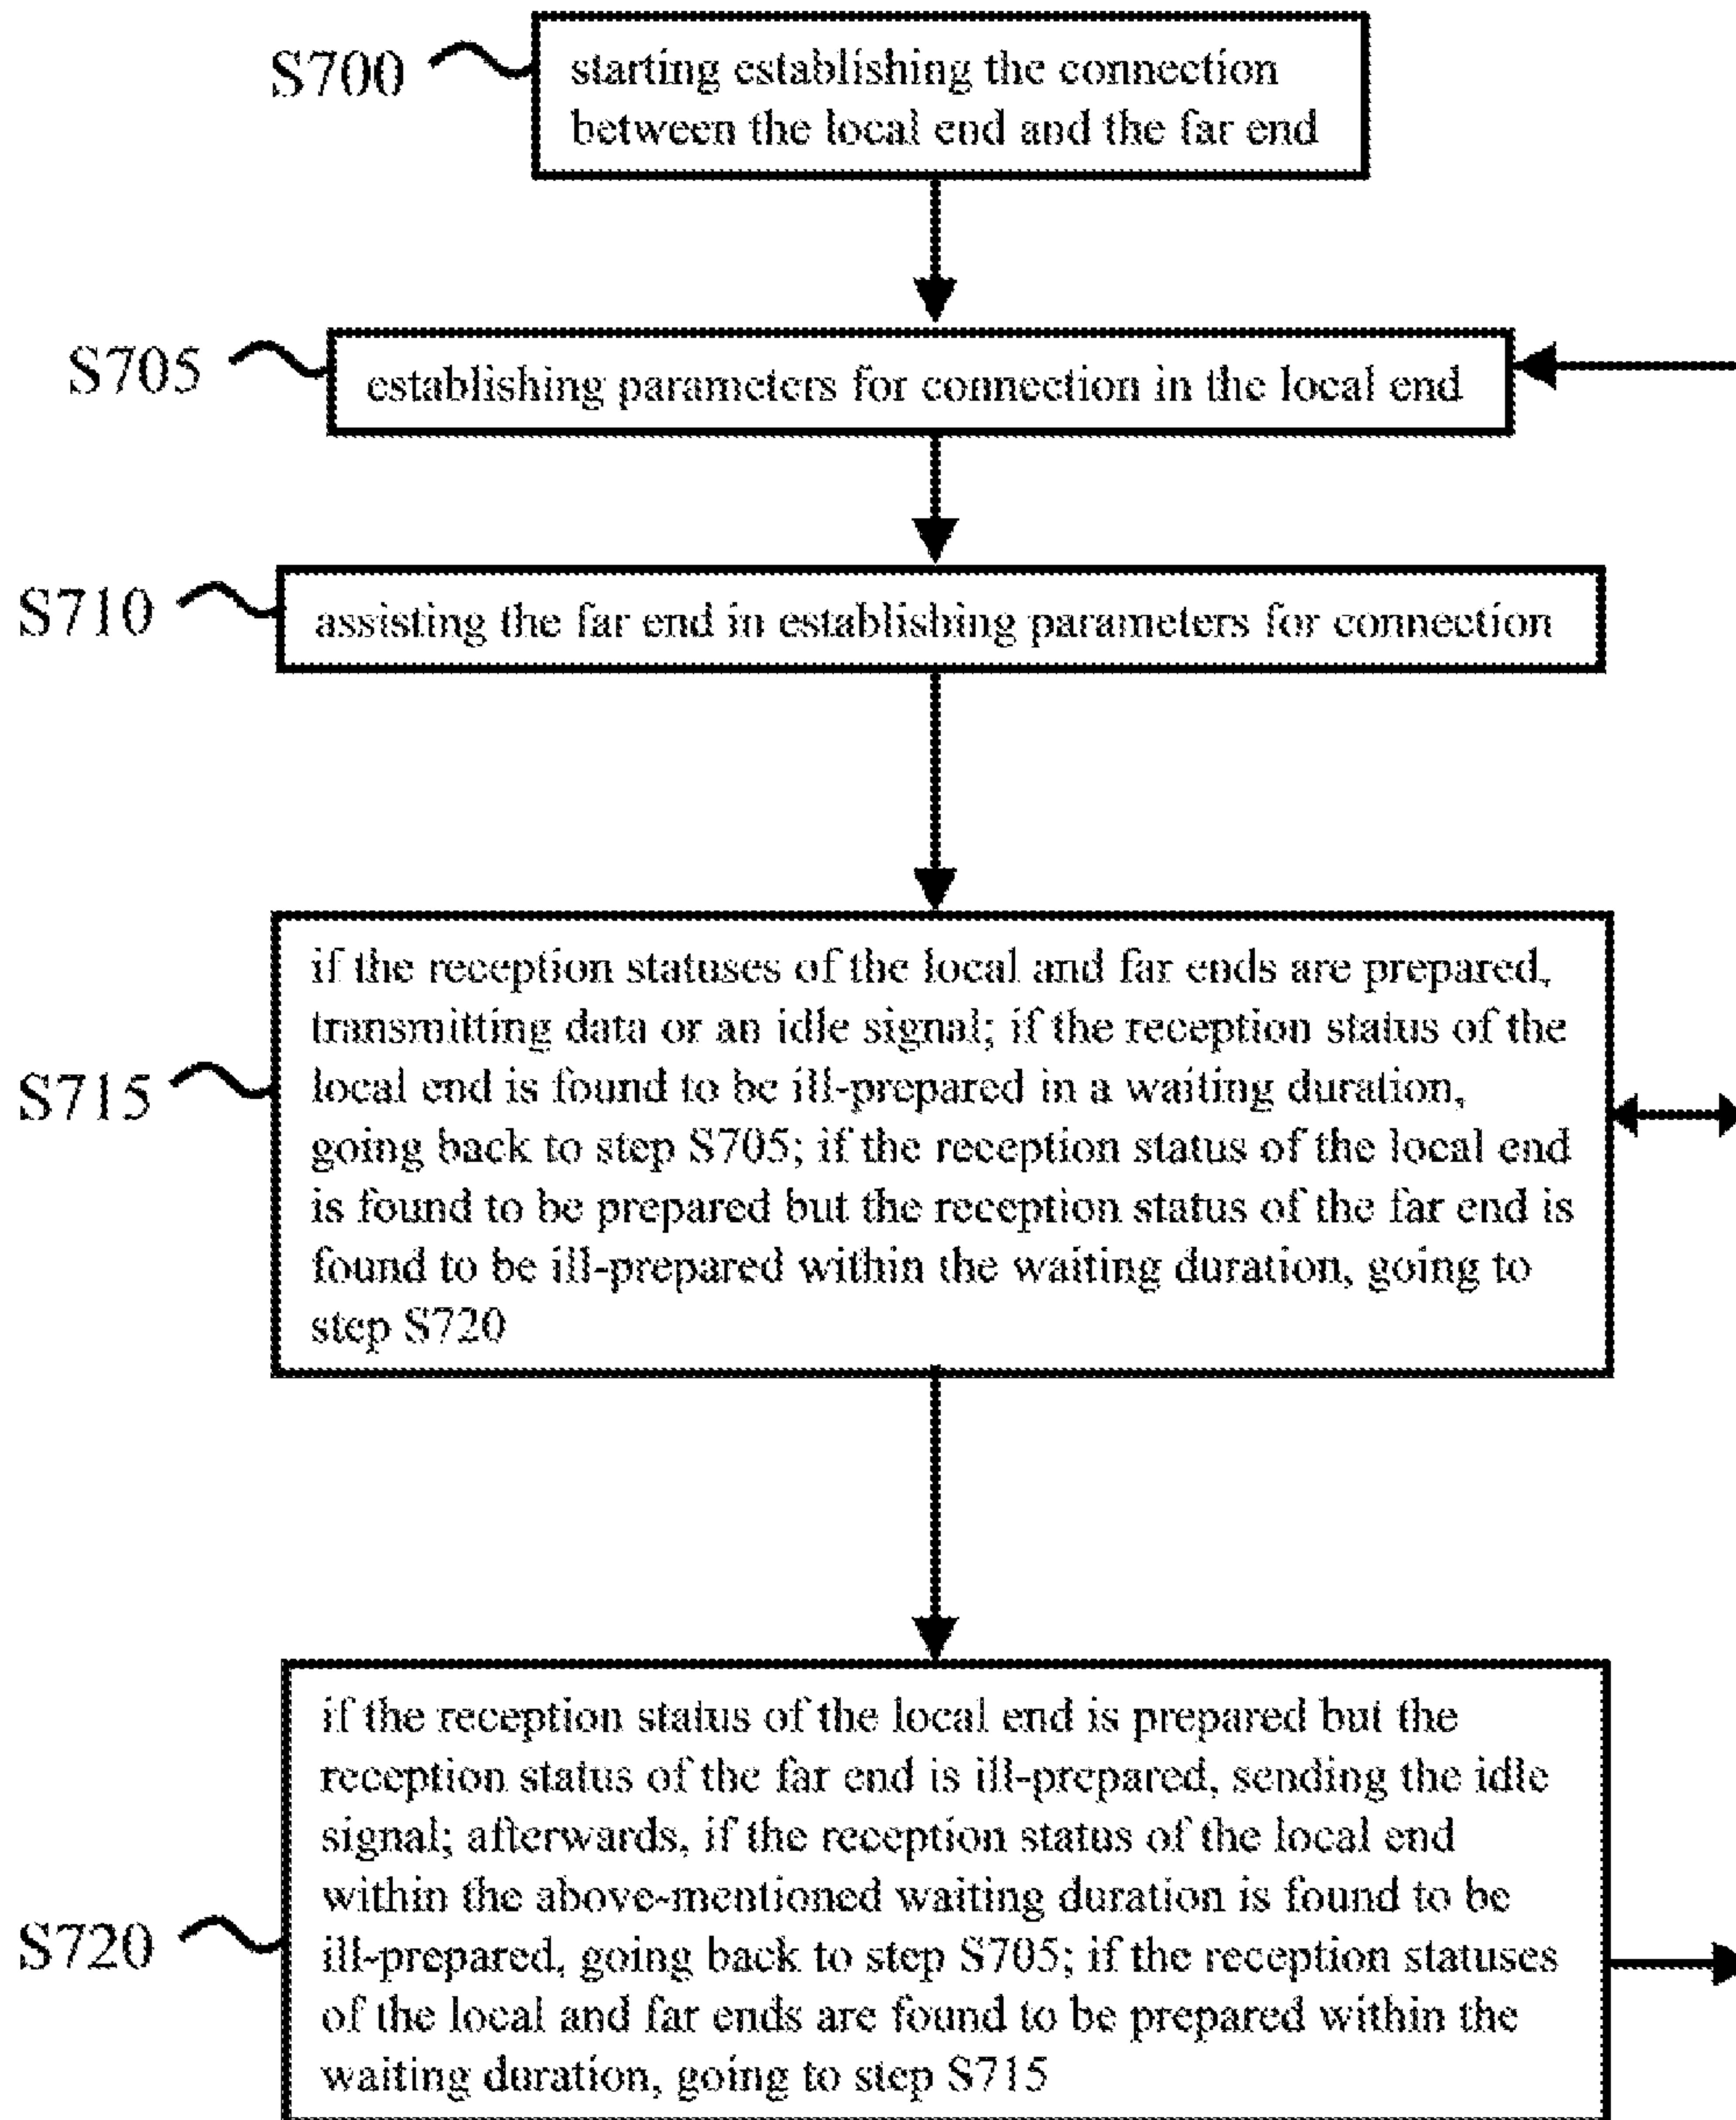 S700
starting establishing the connection
between the local end and the far end
S705
establishing parameters for connection in the local end
S710
assisting the far end in establishing parameters for connection
S715
if the reception statuses of the local and far ends are prepared,
transmitting data or an idle signal; if the reception status of the
local end is found to be ill-prepared in a waiting duration,
going back to step S705; if the reception status of the local end
is found to be prepared but the reception status of the far end is
found to be ill-prepared within the waiting duration, going to
step S720
S720
if the reception status of the local end is prepared but the
reception status of the far end is ill-prepared, sending the idle
signal; afterwards, if the reception status of the local end
within the above-mentioned waiting duration is found to be
ill-prepared, going back to step S705; if the reception statuses
of the local and far ends are found to be prepared within the
waiting duration, going to step S715